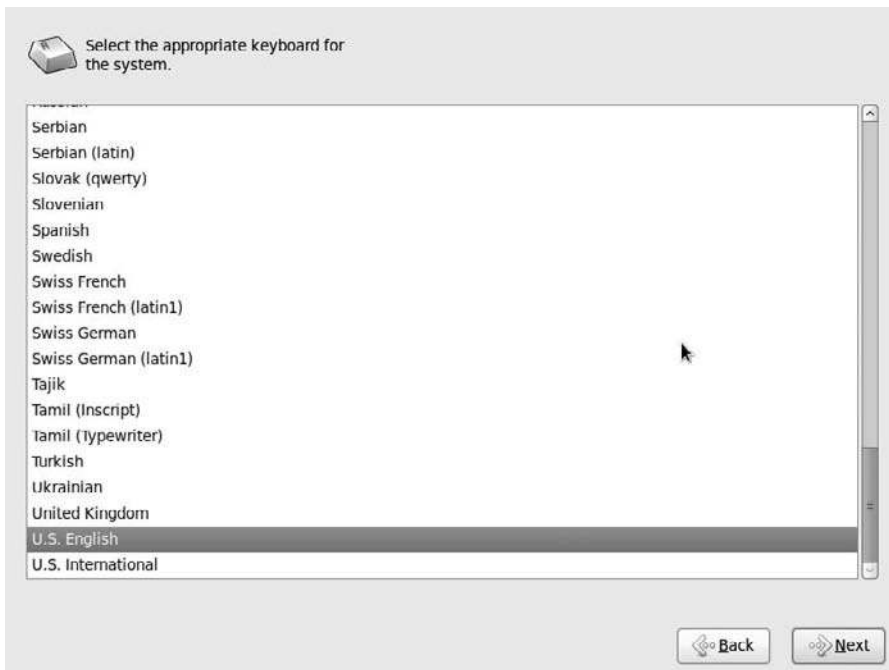 Select the appropriate keyboard for
the system.
Serbian
Serbian (latin)
Slovak (qwerty)
Slovenian
Spanish
Swedish
Swiss French
Swiss French (latin1)
Swiss German
Swiss German (latin1)
Tajik
Tamil (Inscript)
Tamil (Typewriter)
Turkish
Ukrainian
United Kingdom
U.S. English
U.S. International
Back
Next